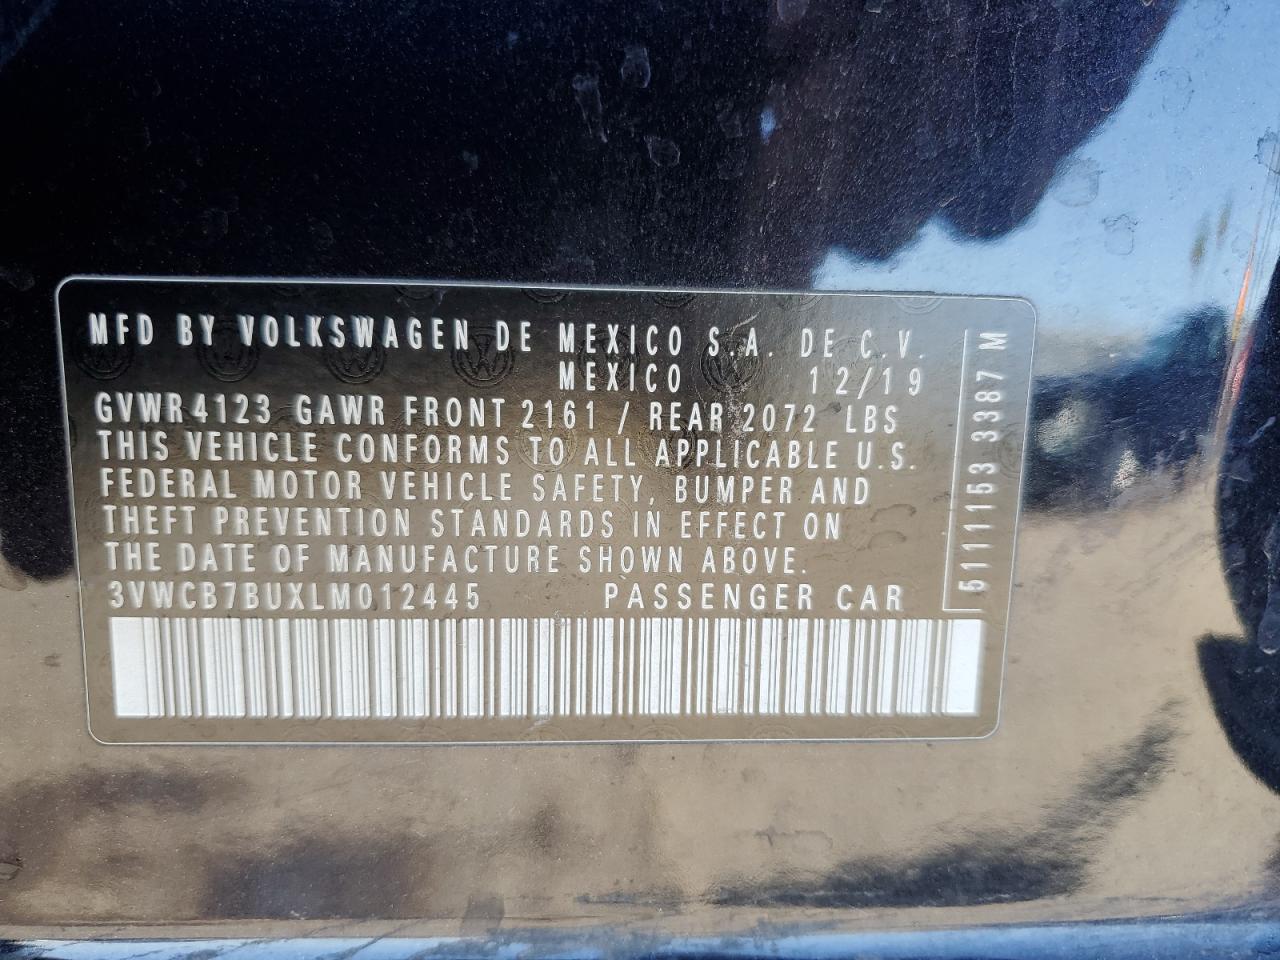 MFD BY VOLKSWAGEN DE MEXICO S.A. DE C.V.
MEXICO 12/19
GVWR 4123 GAWR FRONT 2161 / REAR 2072 LBS
THIS VEHICLE CONFORMS TO ALL APPLICABLE U.S.
FEDERAL MOTOR VEHICLE SAFETY, BUMPER AND
THEFT PREVENTION STANDARDS IN EFFECT ON
THE DATE OF MANUFACTURE SHOWN ABOVE.
3VWCB7BUXLM012445 PASSENGER CAR
5111153 3387 M